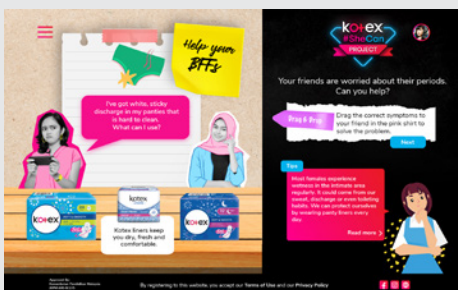 Help your
BFFs
I've got white, sticky
discharge in my panties that
is hard to clean.
What can I use?
kotex
kotex
kotex
Kotex liners keep
you dry, fresh and
comfortable.
kotex
#SheCan
PROJECT
Your friends are worried about their periods.
Can you help?
Drag & Drop
Drag the correct symptoms to
your friend in the pink shirt to
solve the problem.
Next
Tips
Most females experience
wetness in the intimate area
regularly. It could come from our
sweat, discharge or even toileting
habits. We can protect ourselves
by wearing panty liners every
day.
Read more >
By registering to this website you accept our Terms of Use and our Privacy Policy